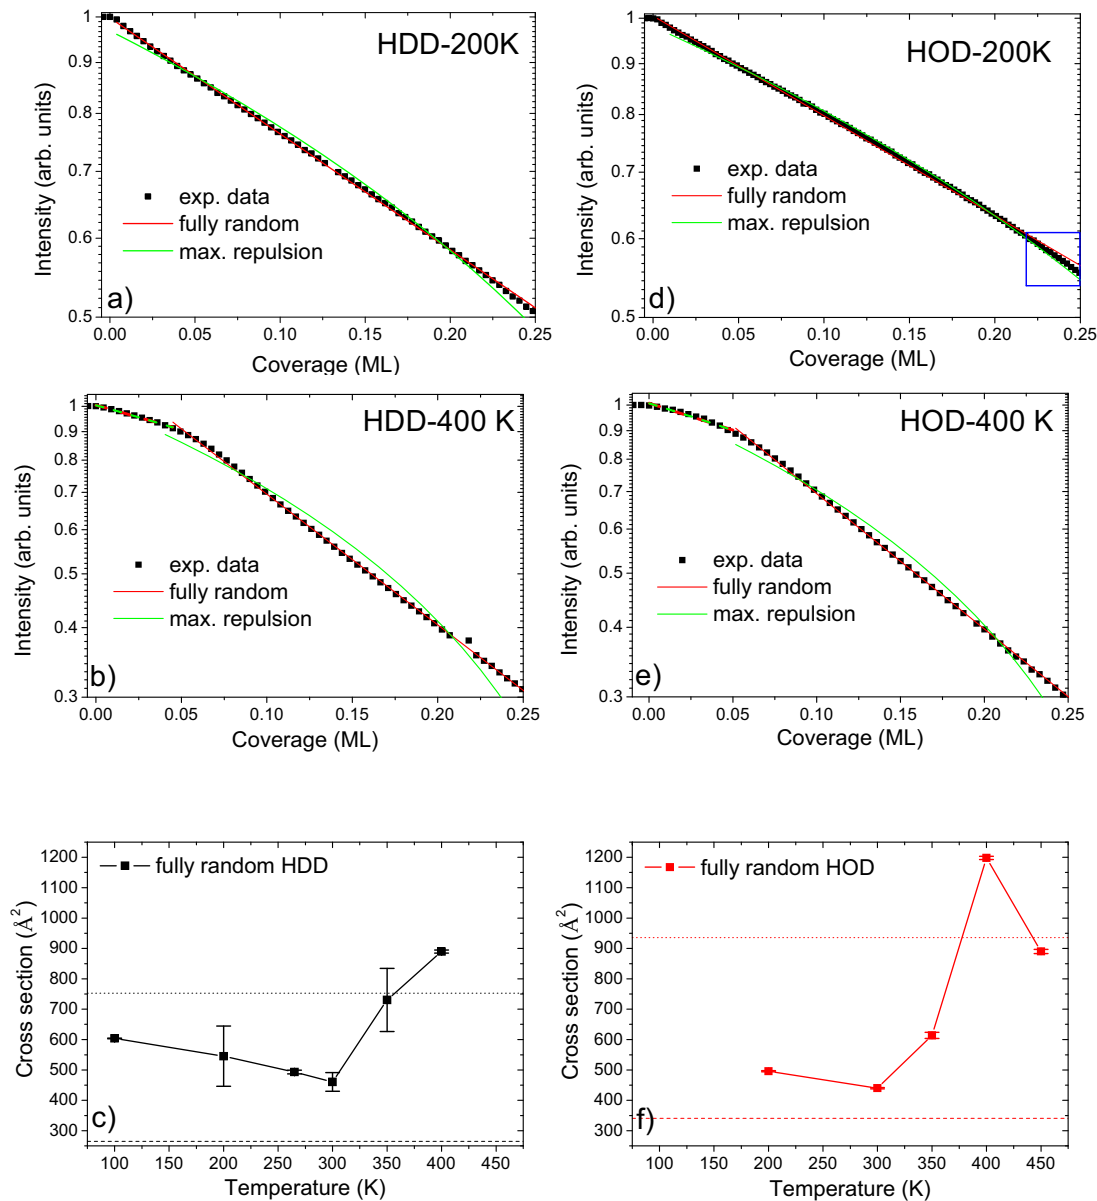 HDD-200K
1
0.9
0.8
0.7
0.6
0.5
Intensity (arb. units)
exp. data
fully random
max. repulsion
a)
0.00 0.05 0.10 0.15 0.20 0.25
Coverage (ML)
HOD-200K
1
0.9
0.8
0.7
0.6
0.5
Intensity (arb. units)
exp. data
fully random
max. repulsion
d)
0.00 0.05 0.10 0.15 0.20 0.25
Coverage (ML)
HDD-400 K
1
0.9
0.8
0.7
0.6
0.5
0.4
0.3
Intensity (arb. units)
exp. data
fully random
max. repulsion
b)
0.00 0.05 0.10 0.15 0.20 0.25
Coverage (ML)
HOD-400 K
1
0.9
0.8
0.7
0.6
0.5
0.4
0.3
Intensity (arb. units)
exp. data
fully random
max. repulsion
e)
0.00 0.05 0.10 0.15 0.20 0.25
Coverage (ML)
fully random HDD
1200
1100
1000
900
800
700
600
500
400
300
Cross section (Å²)
c)
100 150 200 250 300 350 400 450
Temperature (K)
fully random HOD
1200
1100
1000
900
800
700
600
500
400
300
Cross section (Å²)
f)
100 150 200 250 300 350 400 450
Temperature (K)